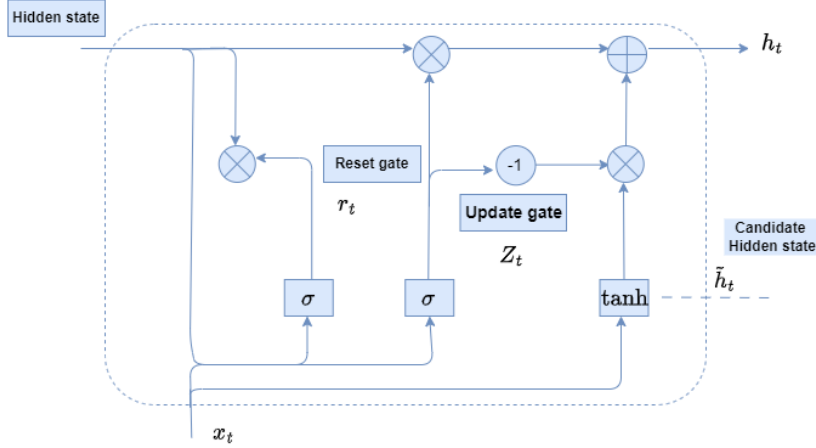 Hidden state
h_t
Reset gate
-1
r_t
Update gate
Z_t
Candidate
Hidden state
h̃_t
σ
σ
tanh
x_t